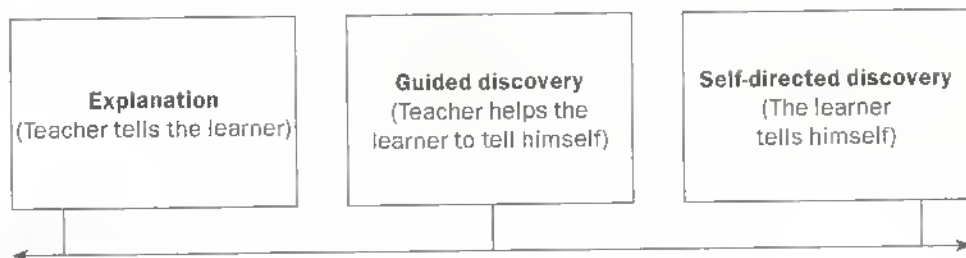 Explanation
(Teacher tells the learner)
Guided discovery
(Teacher helps the
learner to tell himself)
Self-directed discovery
(The learner
tells himself)